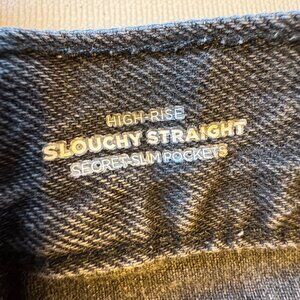 HIGH-RISE
SLOUCHY STRAIGHT
SECRET-SLIM POCKETS